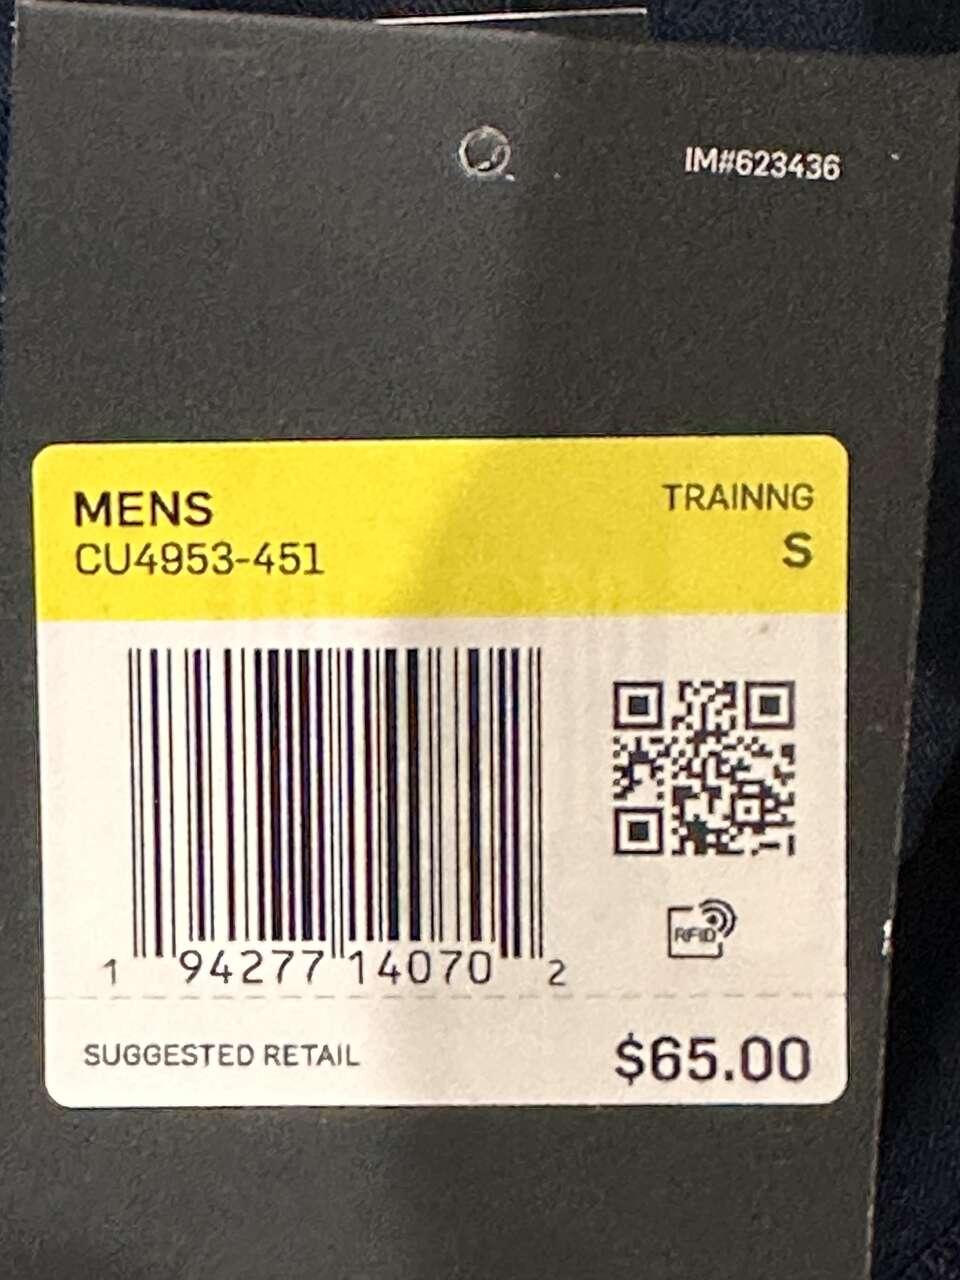 IM#623436
MENS
TRAINNG
CU4953-451
S
1 94277 14070 2
RFID
SUGGESTED RETAIL
$65.00